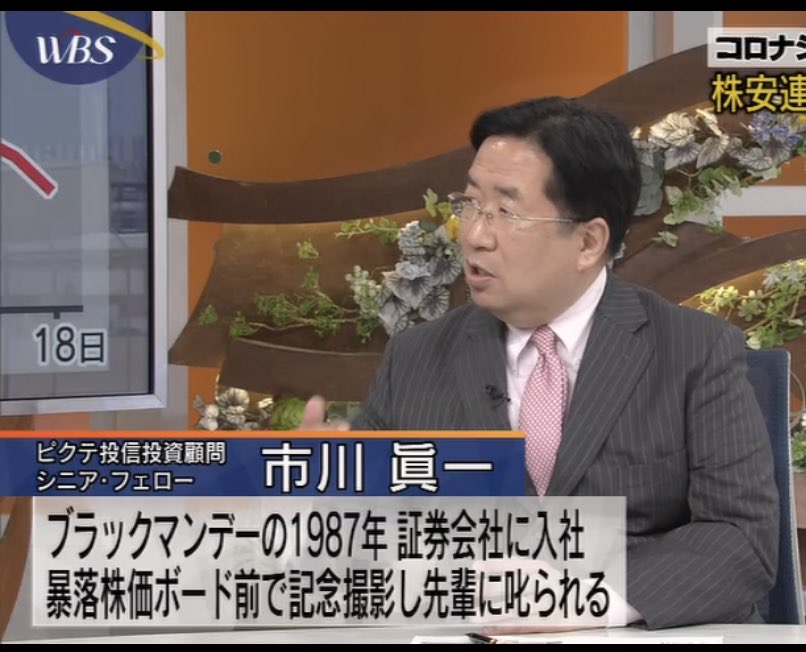 WBS
コロナシ
株安連
18日
ピクテ投信投資顧問
シニア・フェロー
市川 眞一
ブラックマンデーの1987年 証券会社に入社
暴落株価ボード前で記念撮影し先輩に叱られる